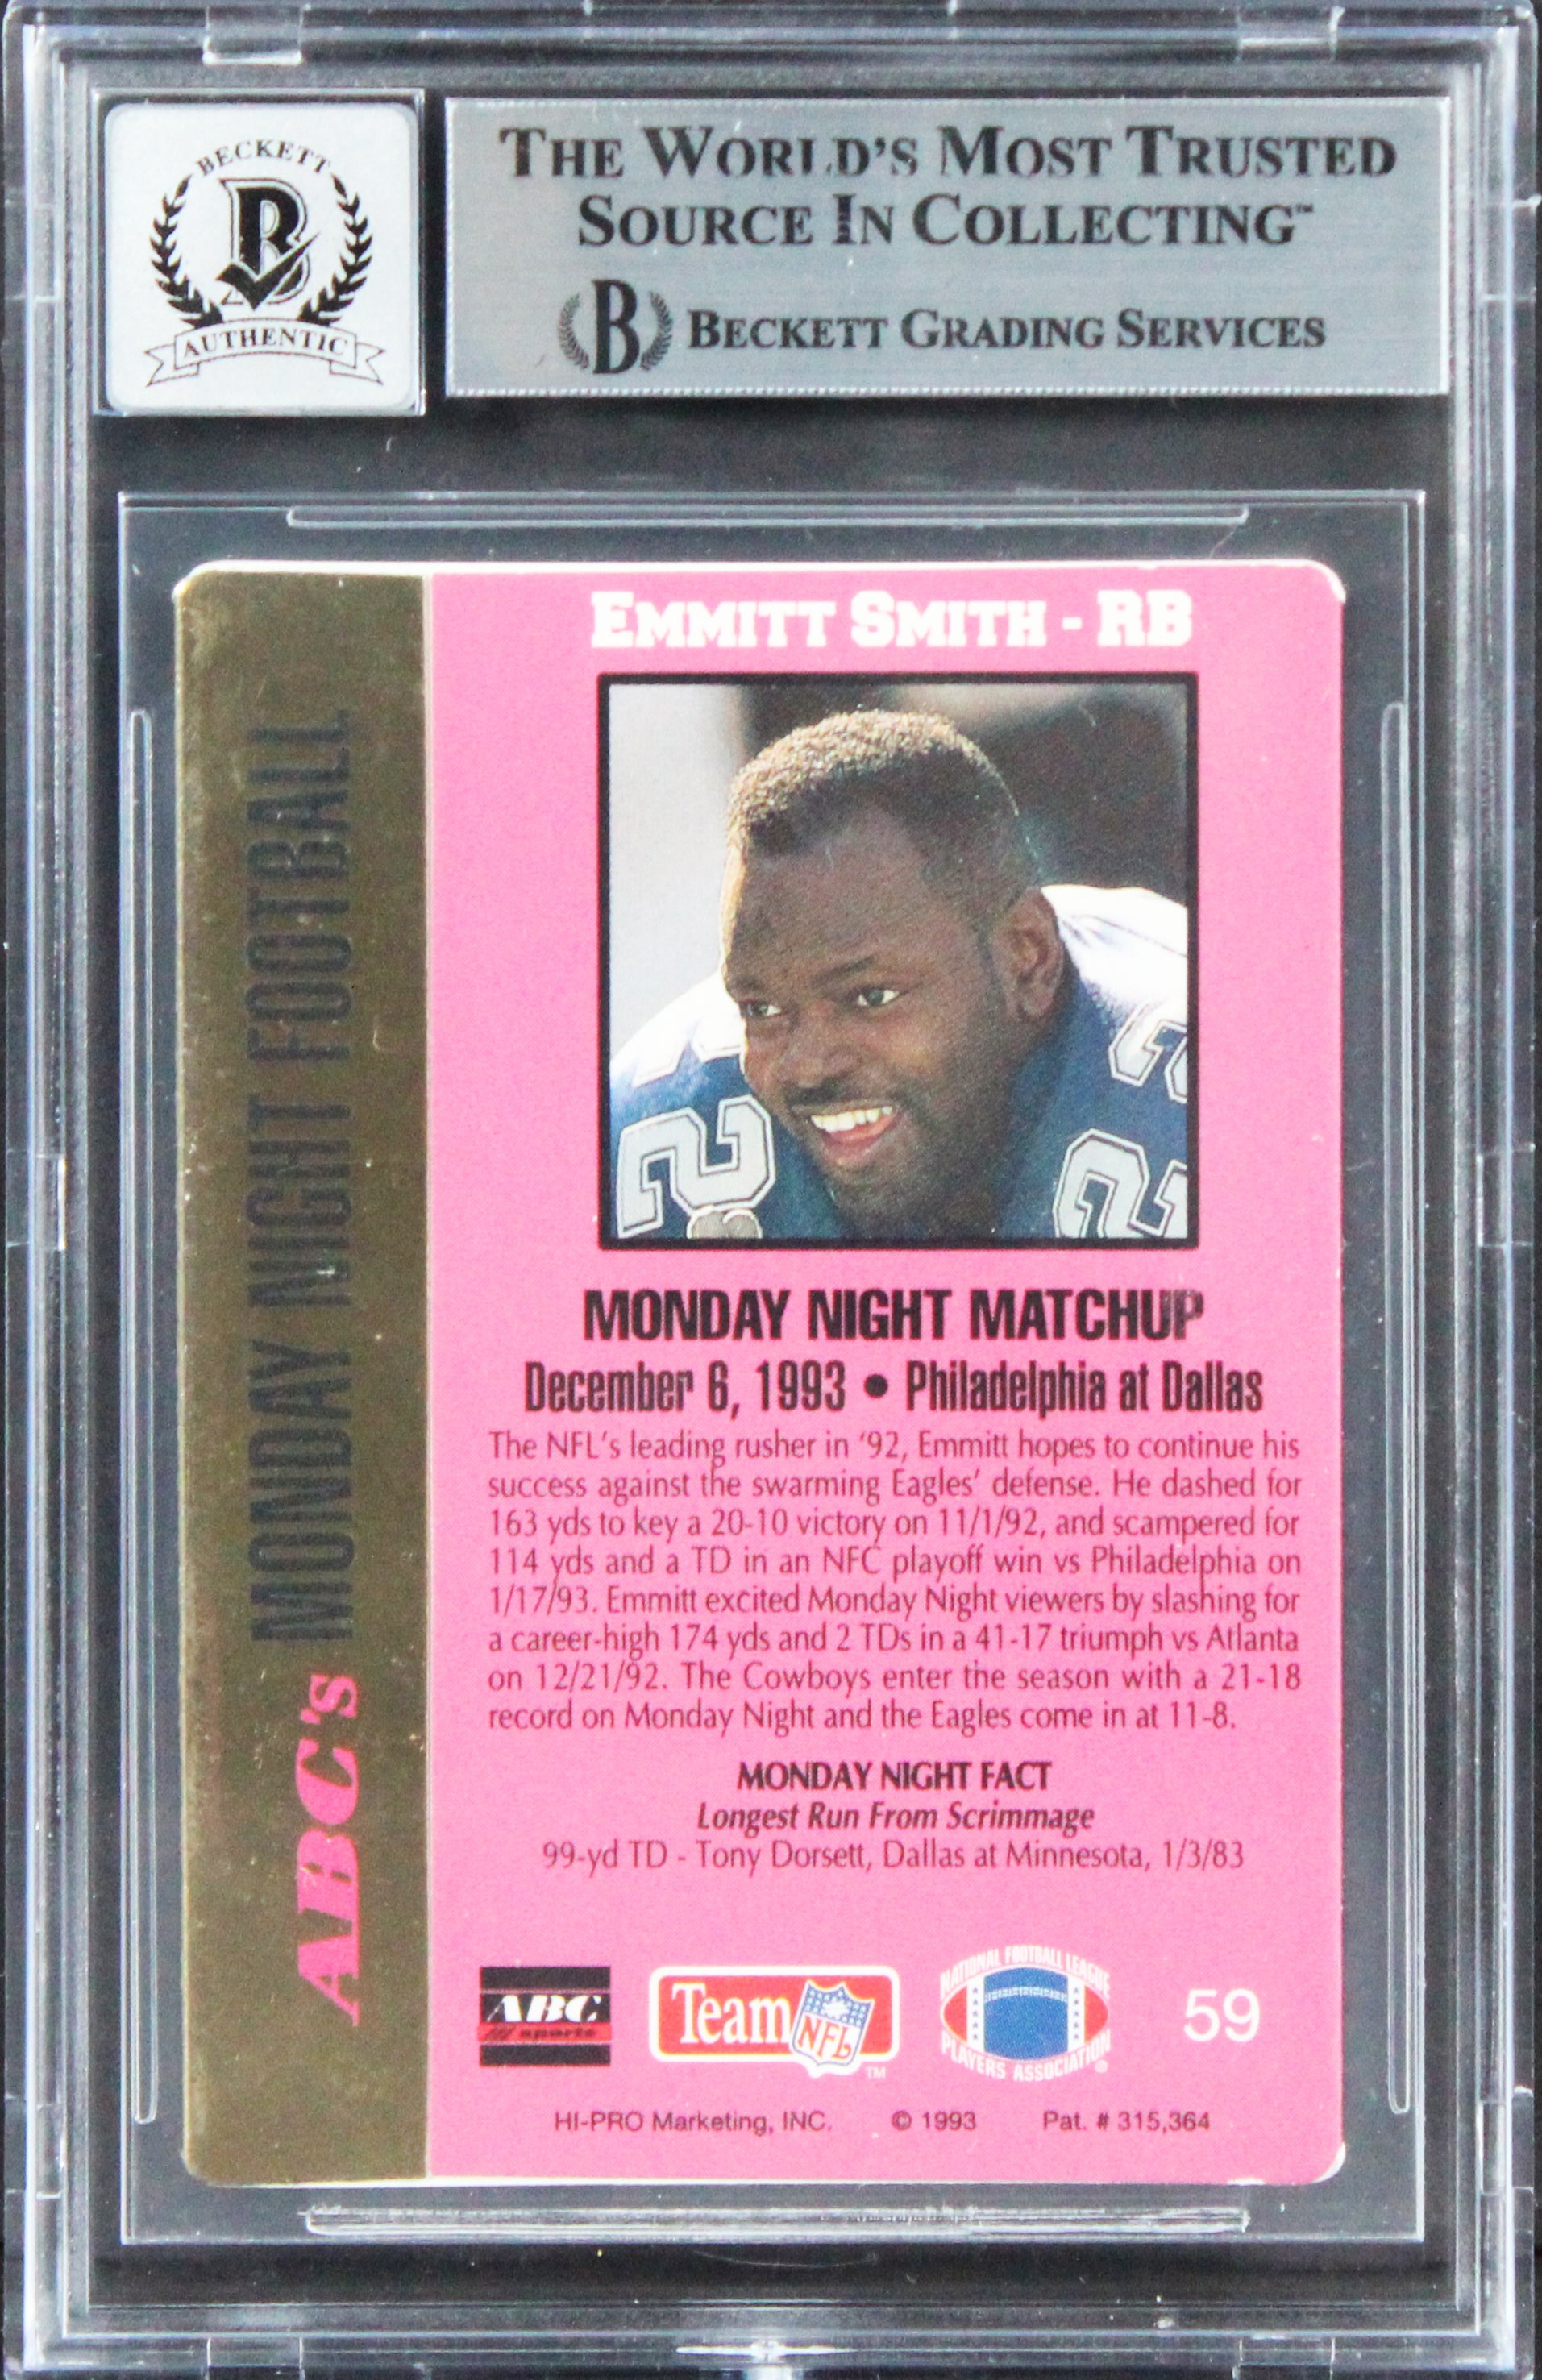 BECKETT
B
AUTHENTIC
THE WORLD'S MOST TRUSTED
SOURCE IN COLLECTING™
B BECKETT GRADING SERVICES
ABC's MONDAY NIGHT FOOTBALL
EMMITT SMITH - RB
22
MONDAY NIGHT MATCHUP
December 6, 1993 • Philadelphia at Dallas
The NFL's leading rusher in '92, Emmitt hopes to continue his
success against the swarming Eagles' defense. He dashed for
163 yds to key a 20-10 victory on 11/1/92, and scampered for
114 yds and a TD in an NFC playoff win vs Philadelphia on
1/17/93. Emmitt excited Monday Night viewers by slashing for
a career-high 174 yds and 2 TDs in a 41-17 triumph vs Atlanta
on 12/21/92. The Cowboys enter the season with a 21-18
record on Monday Night and the Eagles come in at 11-8.
MONDAY NIGHT FACT
Longest Run From Scrimmage
99-yd TD - Tony Dorsett, Dallas at Minnesota, 1/3/83
ABC
sports
Team NFL™
NATIONAL FOOTBALL LEAGUE
PLAYERS ASSOCIATION®
59
HI-PRO Marketing, INC. © 1993 Pat. # 315,364